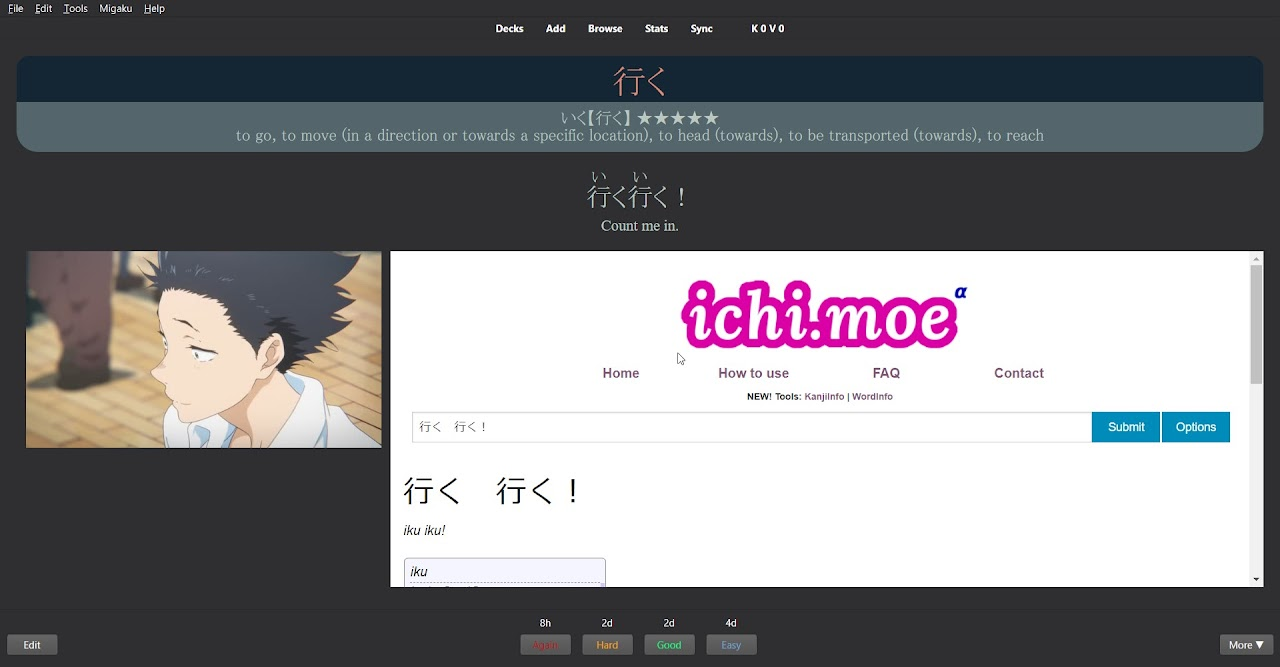 File Edit Tools Migaku Help
Decks Add Browse Stats Sync K 0 V 0
行く
いく【行く】 ★★★★★
to go, to move (in a direction or towards a specific location), to head (towards), to be transported (towards), to reach
い い
行く行く！
Count me in.
ichi.moe α
Home How to use FAQ Contact
NEW! Tools: KanjiInfo | WordInfo
行く　行く！ Submit Options
行く　行く！
iku iku!
iku
8h 2d 2d 4d
Edit Again Hard Good Easy More ▼